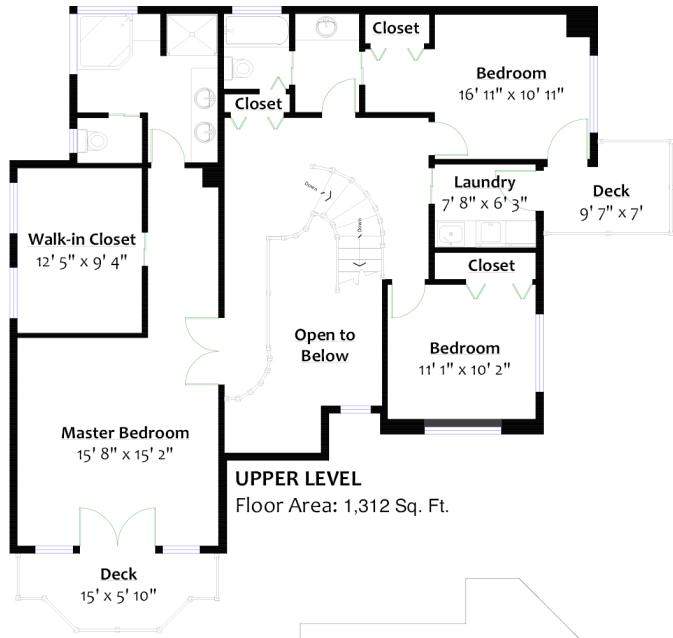 Closet
Bedroom
16' 11" x 10' 11"
Closet
Down
Down
Laundry
7' 8" x 6' 3"
Deck
9' 7" x 7'
Walk-in Closet
12' 5" x 9' 4"
Closet
Open to
Below
Bedroom
11' 1" x 10' 2"
Master Bedroom
15' 8" x 15' 2"
UPPER LEVEL
Floor Area: 1,312 Sq. Ft.
Deck
15' x 5' 10"